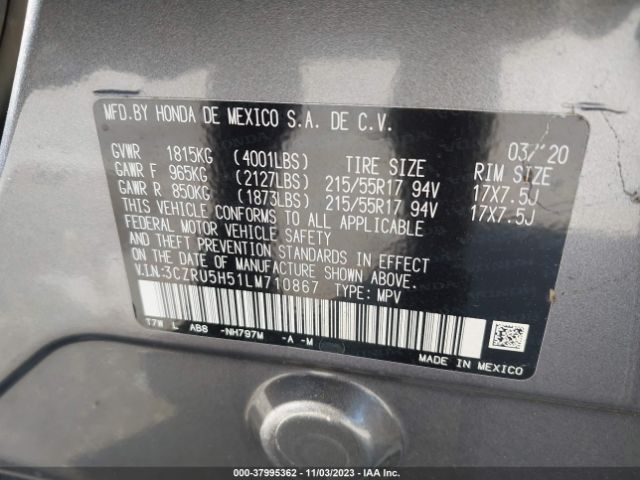 MFD.BY HONDA DE MEXICO S.A. DE C.V.
03/'20
GVWR 1815KG (4001LBS) TIRE SIZE RIM SIZE
GAWR F 965KG (2127LBS) 215/55R17 94V 17X7.5J
GAWR R 850KG (1873LBS) 215/55R17 94V 17X7.5J
THIS VEHICLE CONFORMS TO ALL APPLICABLE
FEDERAL MOTOR VEHICLE SAFETY
AND THEFT PREVENTION STANDARDS IN EFFECT
ON THE DATE OF MANUFACTURE SHOWN ABOVE.
V.I.N.:3CZRU5H51LM710867 TYPE: MPV
T7W L AB8 -NH797M -A -M
MADE IN MEXICO
000-37995362 - 11/03/2023 - IAA Inc.